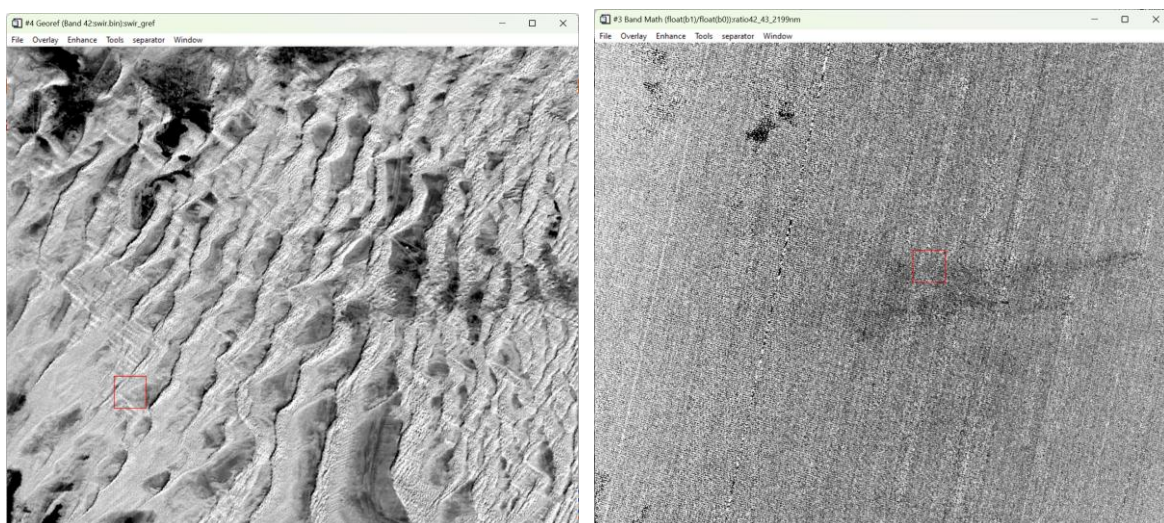 #4 Georef (Band 42:swir.bin):swir_gref
File Overlay Enhance Tools separator Window
#3 Band Math (float(b1)/float(b0)):ratio42_43_2199nm
File Overlay Enhance Tools separator Window